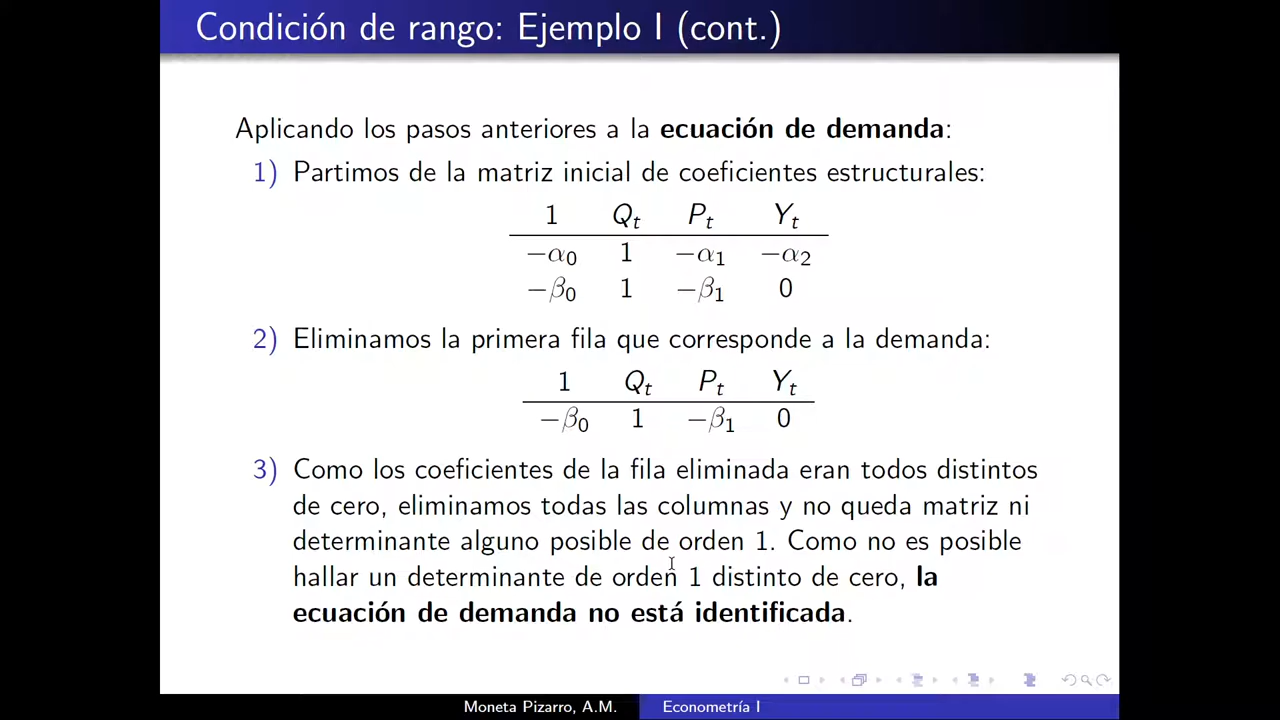 Condición de rango: Ejemplo I (cont.)
Aplicando los pasos anteriores a la ecuación de demanda:
1) Partimos de la matriz inicial de coeficientes estructurales:
1 Qt Pt Yt
−α0 1 −α1 −α2
−β0 1 −β1 0
2) Eliminamos la primera fila que corresponde a la demanda:
1 Qt Pt Yt
−β0 1 −β1 0
3) Como los coeficientes de la fila eliminada eran todos distintos
de cero, eliminamos todas las columnas y no queda matriz ni
determinante alguno posible de orden 1. Como no es posible
hallar un determinante de orden 1 distinto de cero, la
ecuación de demanda no está identificada.
Moneta Pizarro, A.M. Econometría I